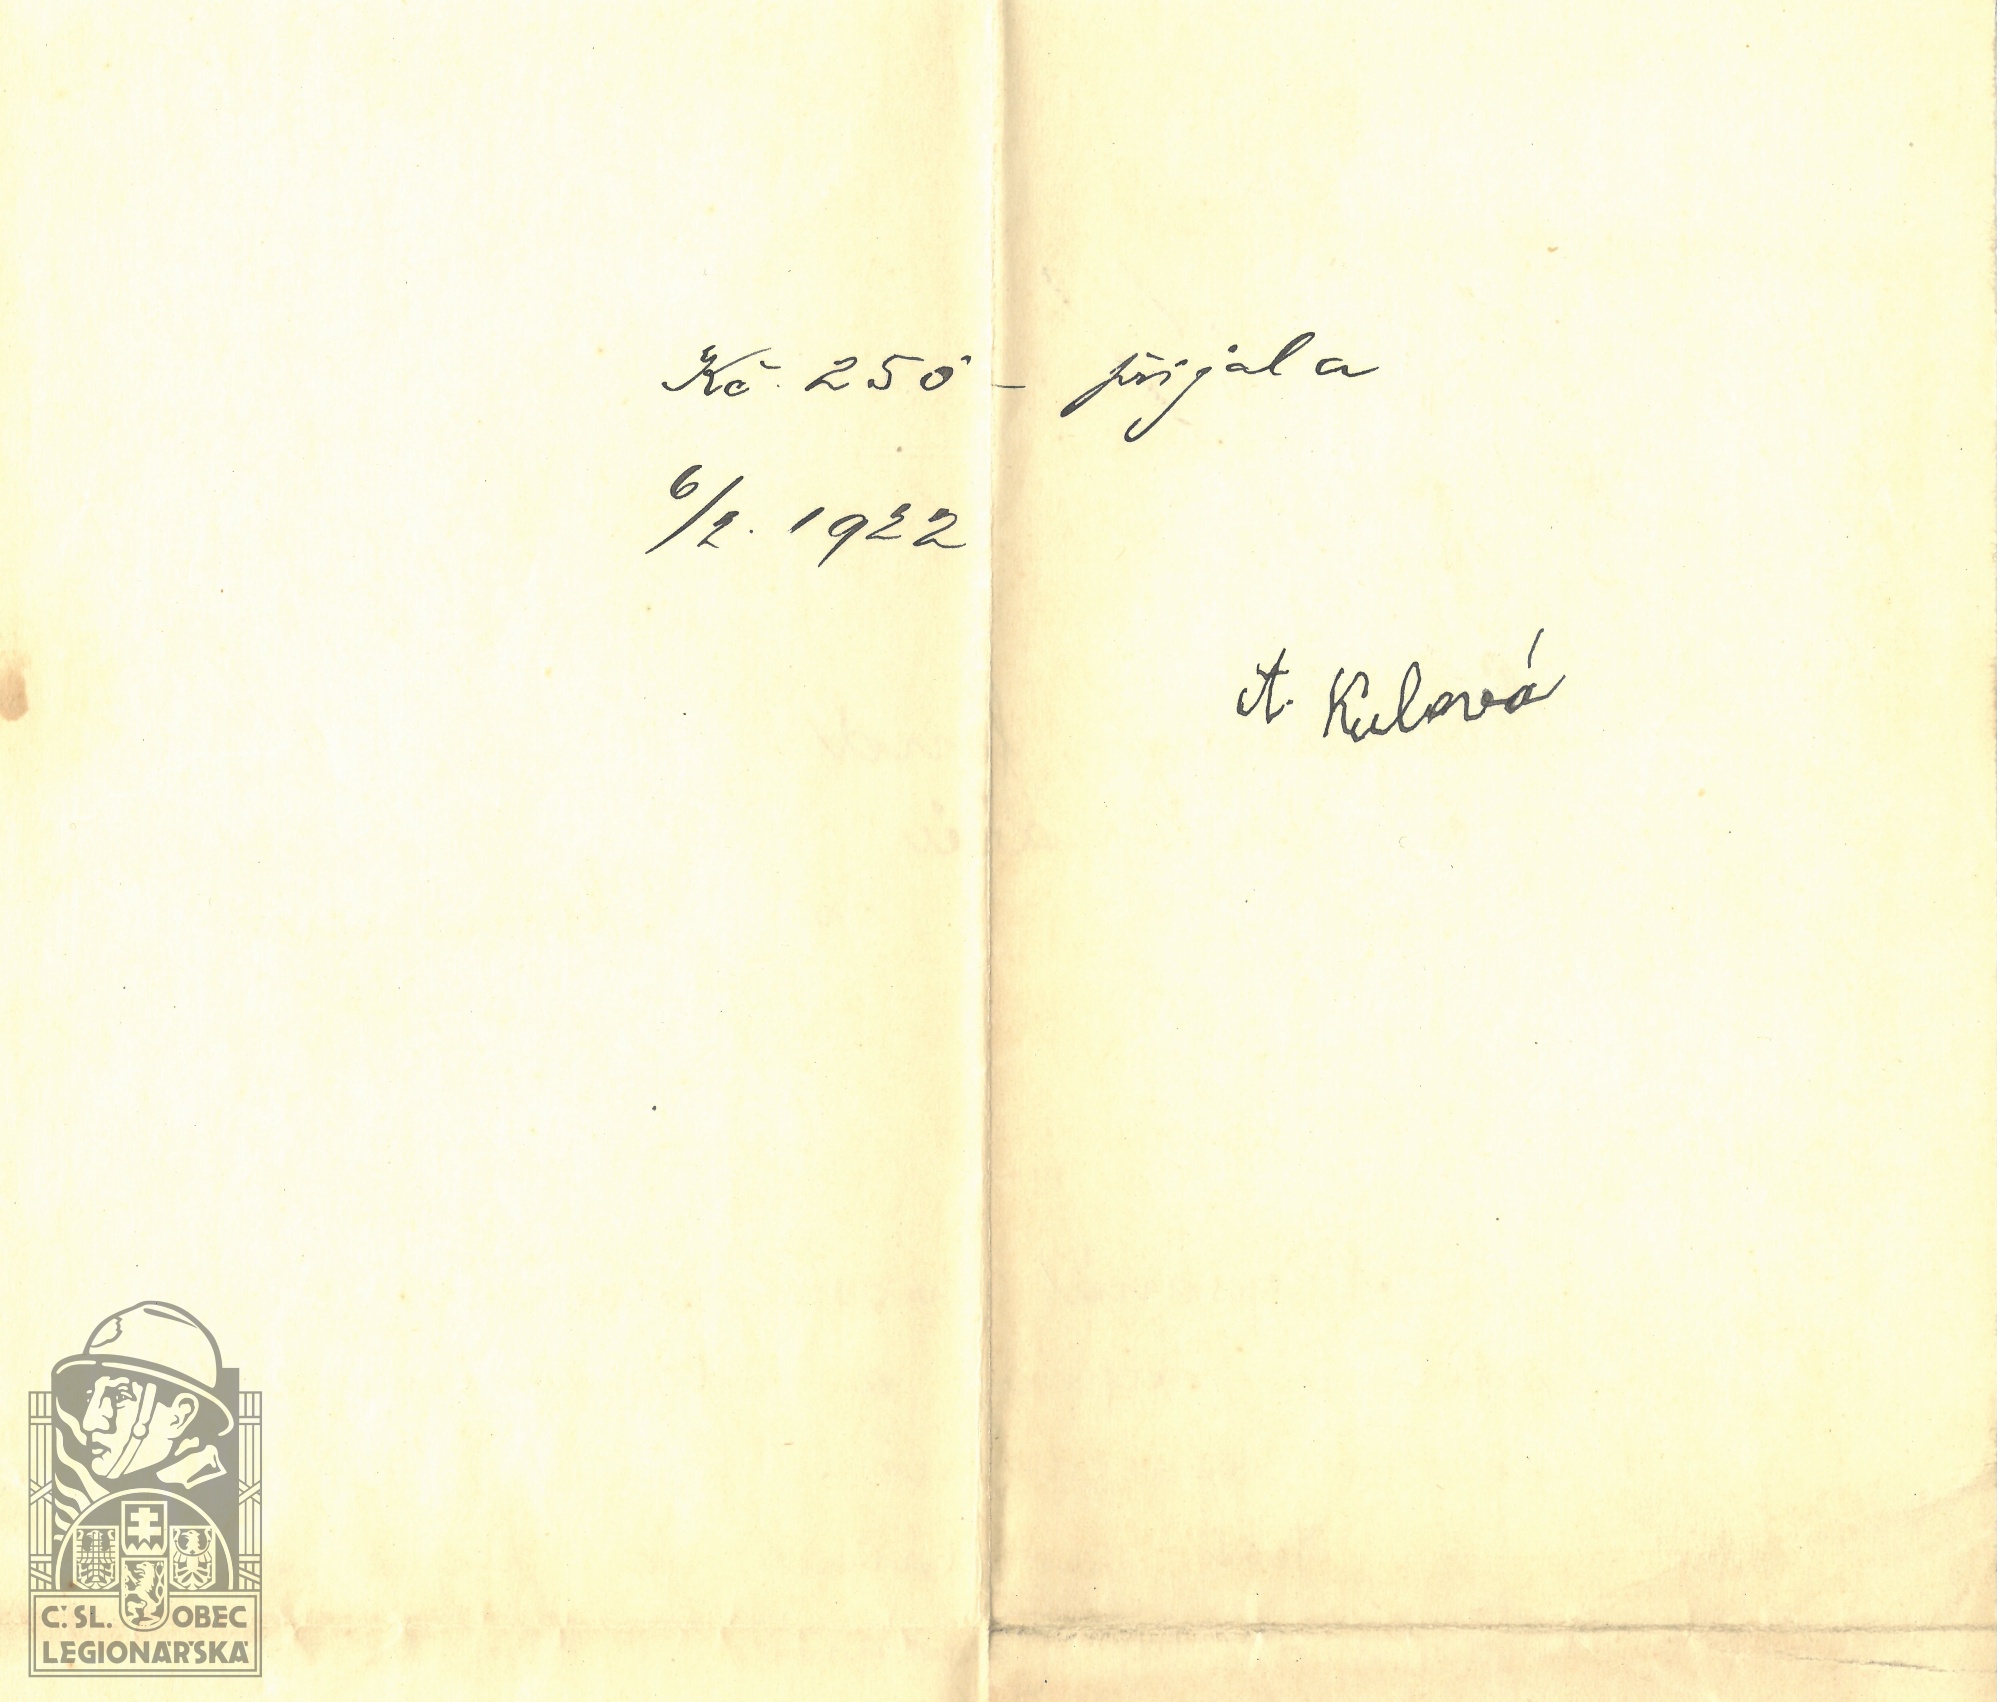 Kč. 250 – přijala
6/2. 1922
A. Kulová
Č.SL. OBEC
LEGIONÁŘSKÁ